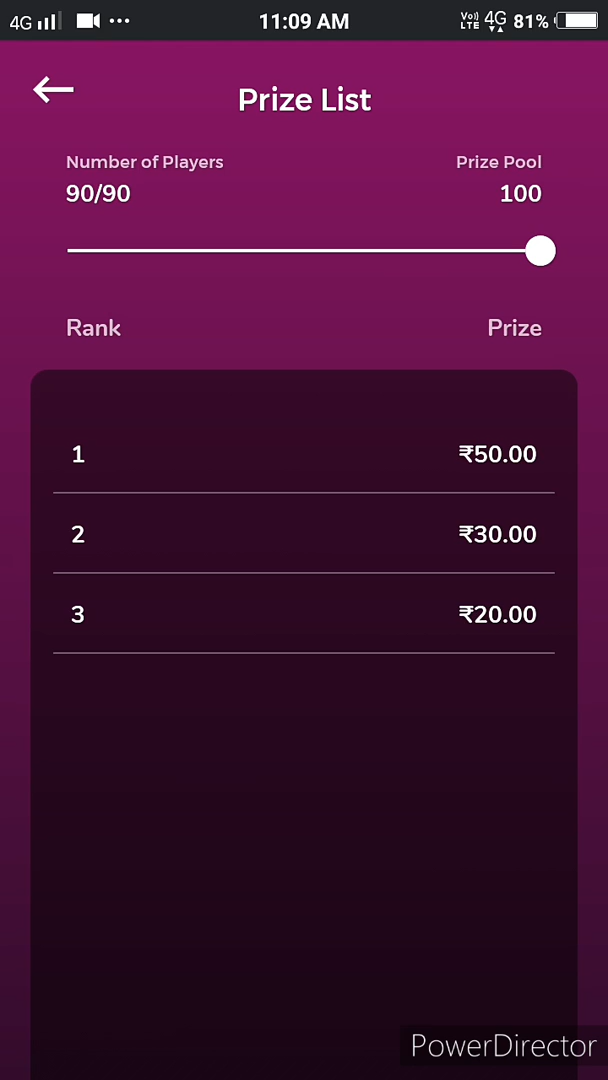 4G 11:09 AM Vo)) LTE 4G 81%
Prize List
Number of Players Prize Pool
90/90 100
Rank Prize
1 ₹50.00
2 ₹30.00
3 ₹20.00
PowerDirector